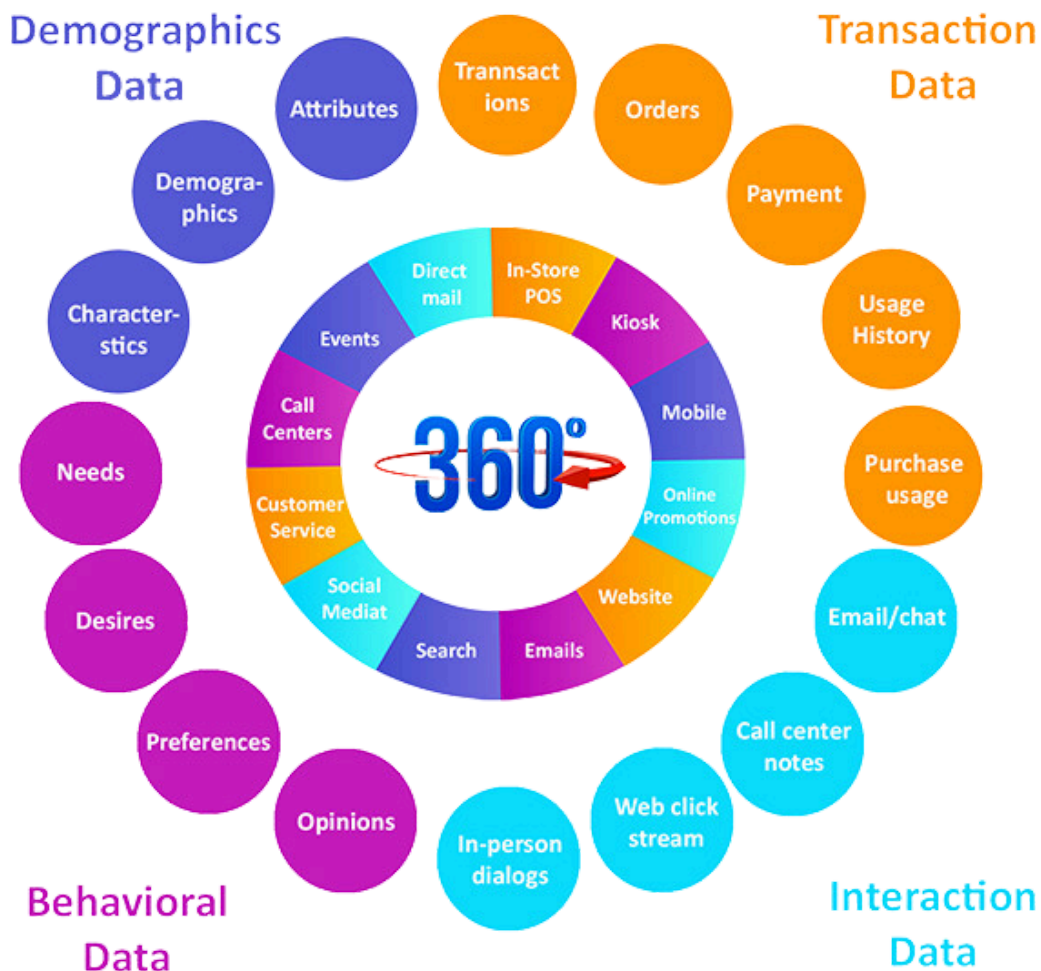 Demographics
Data
Transaction
Data
Attributes
Trannsact
ions
Orders
Demogra-
phics
Payment
Character-
stics
Usage
History
Needs
Purchase
usage
Desires
Email/chat
Preferences
Call center
notes
Opinions
Web click
stream
In-person
dialogs
Direct
mail
In-Store
POS
Kiosk
Mobile
Online
Promotions
Website
Emails
Search
Social
Mediat
Customer
Service
Call
Centers
Events
360°
Behavioral
Data
Interaction
Data